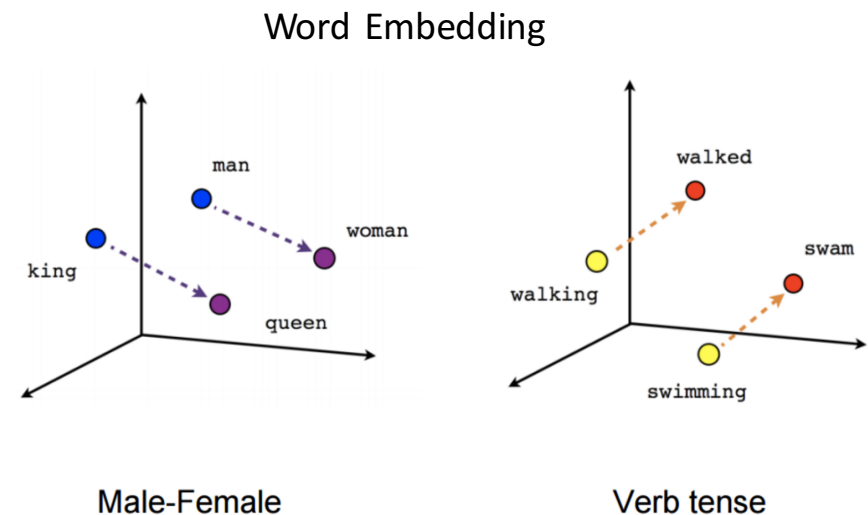 Word Embedding
man
woman
king
queen
walked
swam
walking
swimming
Male-Female
Verb tense